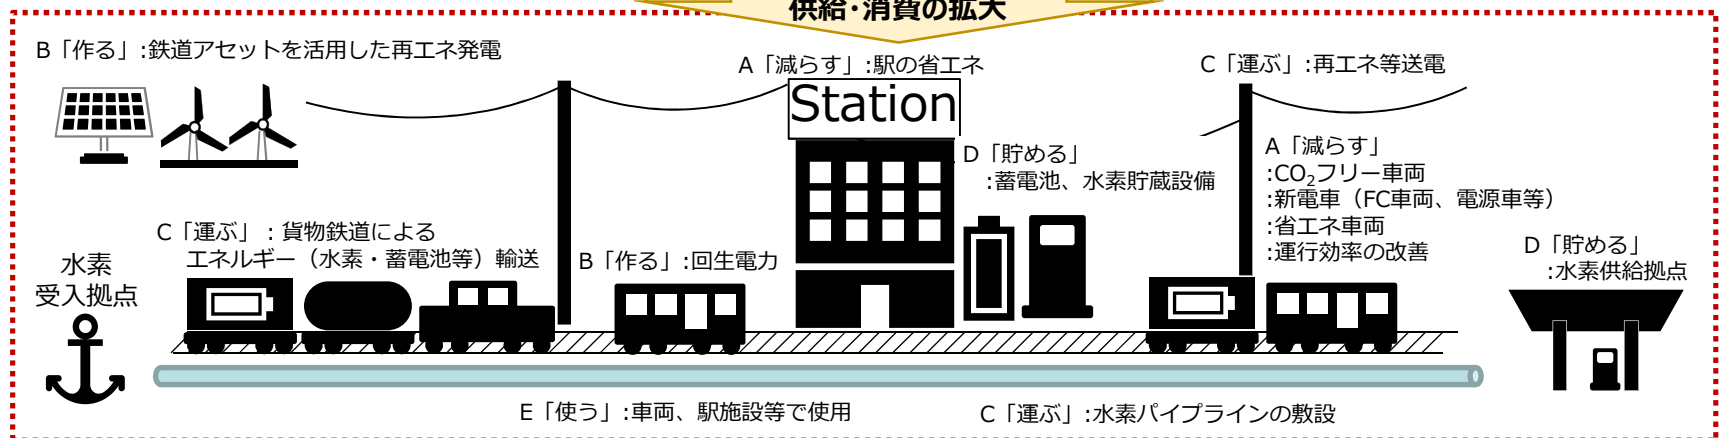 供給・消費の拡大
B「作る」:鉄道アセットを活用した再エネ発電
A「減らす」:駅の省エネ
C「運ぶ」:再エネ等送電
Station
D「貯める」
:蓄電池、水素貯蔵設備
A「減らす」
:CO₂フリー車両
:新電車（FC車両、電源車等）
:省エネ車両
:運行効率の改善
C「運ぶ」：貨物鉄道による
エネルギー（水素・蓄電池等）輸送
B「作る」:回生電力
D「貯める」
:水素供給拠点
水素
受入拠点
E「使う」:車両、駅施設等で使用
C「運ぶ」:水素パイプラインの敷設